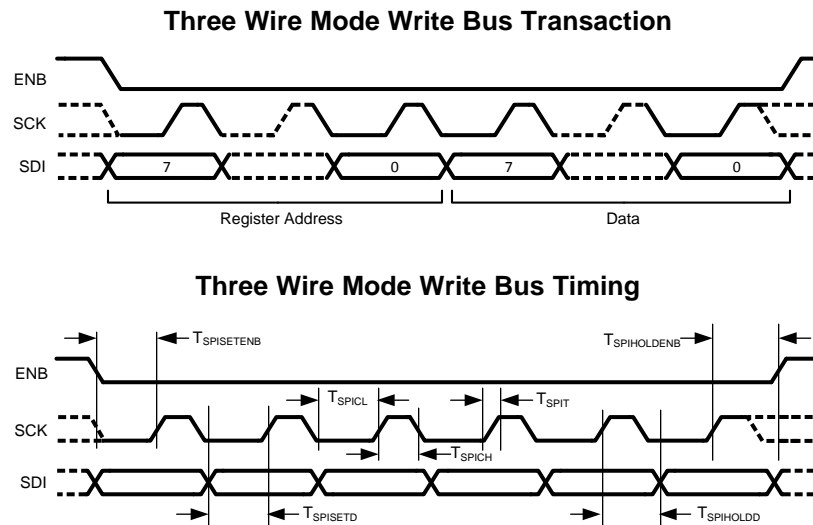 Three Wire Mode Write Bus Transaction
ENB
SCK
SDI
7
0
7
0
Register Address
Data
Three Wire Mode Write Bus Timing
TSPISETENB
TSPIHOLDENB
ENB
TSPICL
TSPIT
SCK
TSPICH
SDI
TSPISETD
TSPIHOLDD